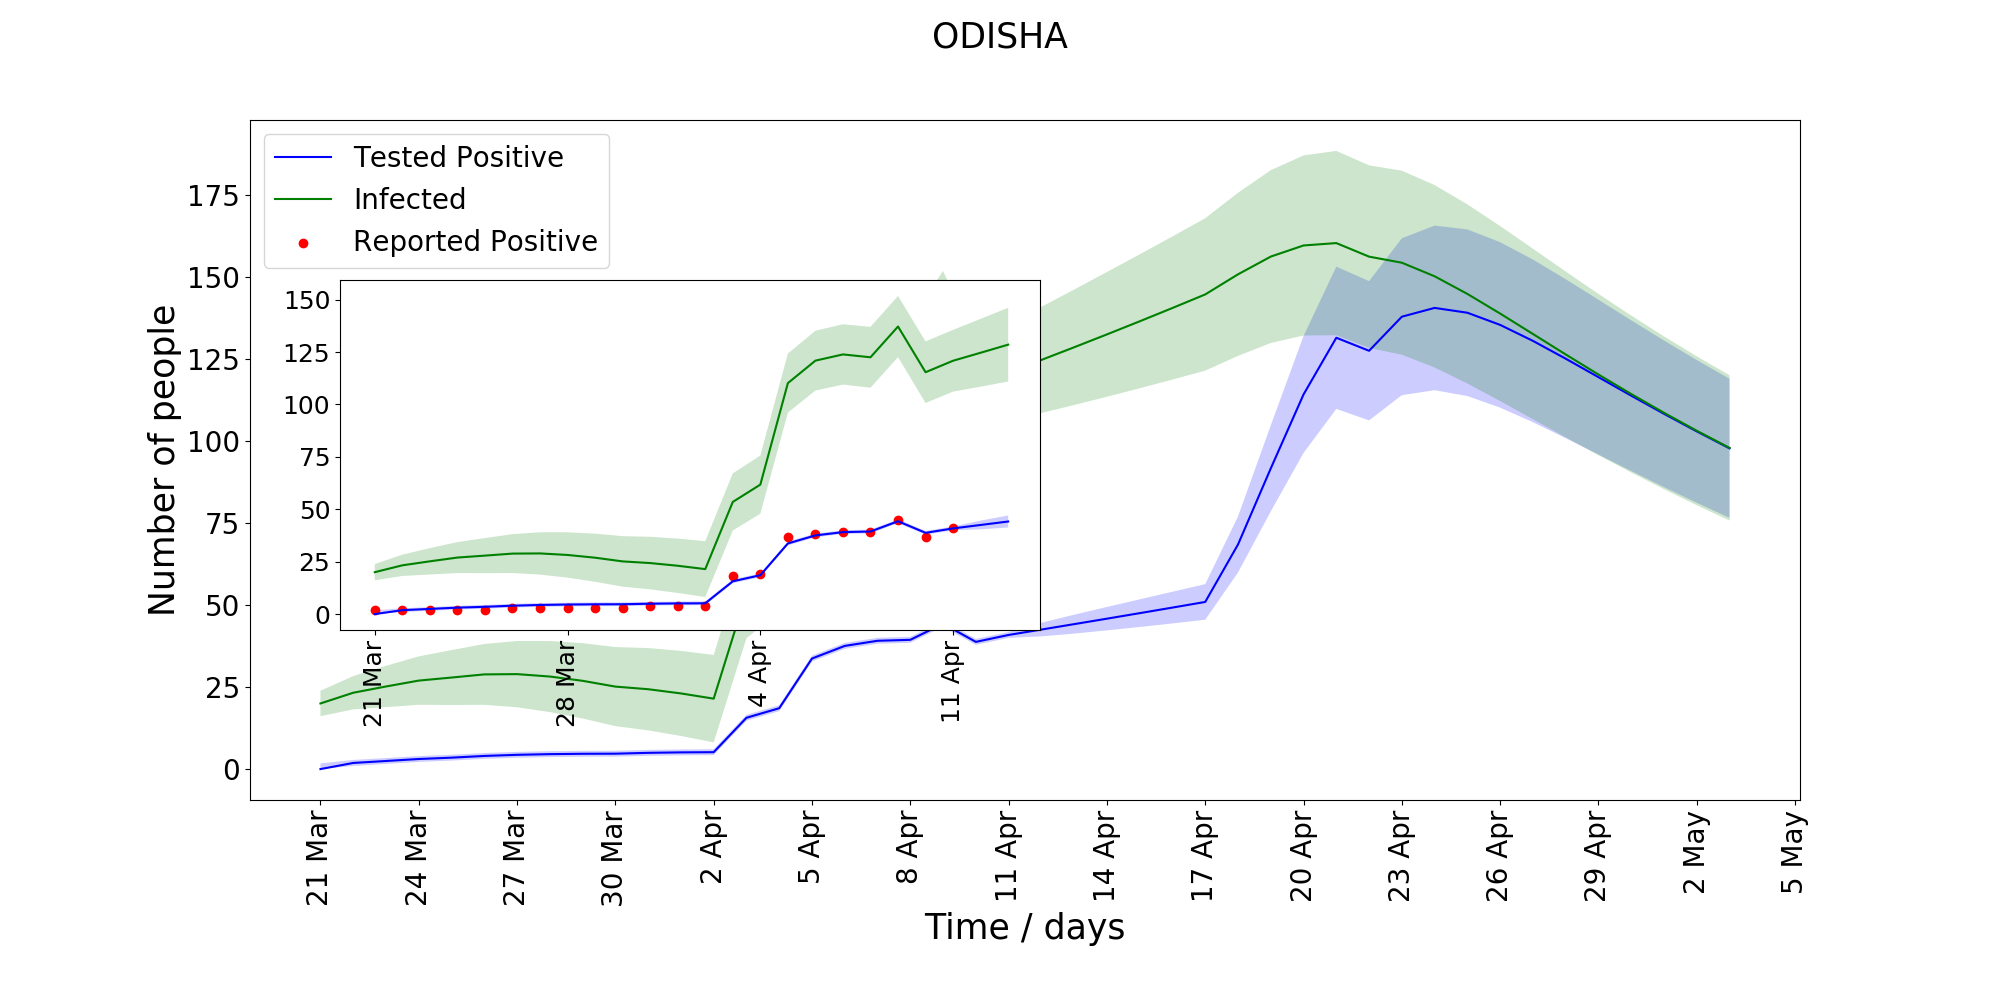 ODISHA
Tested Positive
Infected
Reported Positive
Number of people
175
150
125
100
75
50
25
0
150
125
100
75
50
25
0
21 Mar
28 Mar
4 Apr
11 Apr
21 Mar
24 Mar
27 Mar
30 Mar
2 Apr
5 Apr
8 Apr
11 Apr
14 Apr
17 Apr
20 Apr
23 Apr
26 Apr
29 Apr
2 May
5 May
Time / days